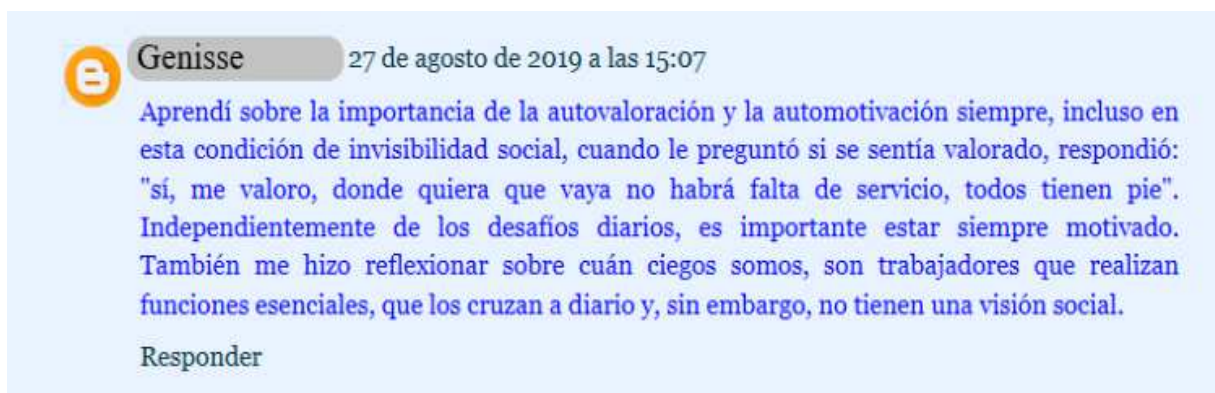 Genisse 27 de agosto de 2019 a las 15:07
Aprendí sobre la importancia de la autovaloración y la automotivación siempre, incluso en
esta condición de invisibilidad social, cuando le preguntó si se sentía valorado, respondió:
"sí, me valoro, donde quiera que vaya no habrá falta de servicio, todos tienen pie".
Independientemente de los desafíos diarios, es importante estar siempre motivado.
También me hizo reflexionar sobre cuán ciegos somos, son trabajadores que realizan
funciones esenciales, que los cruzan a diario y, sin embargo, no tienen una visión social.
Responder